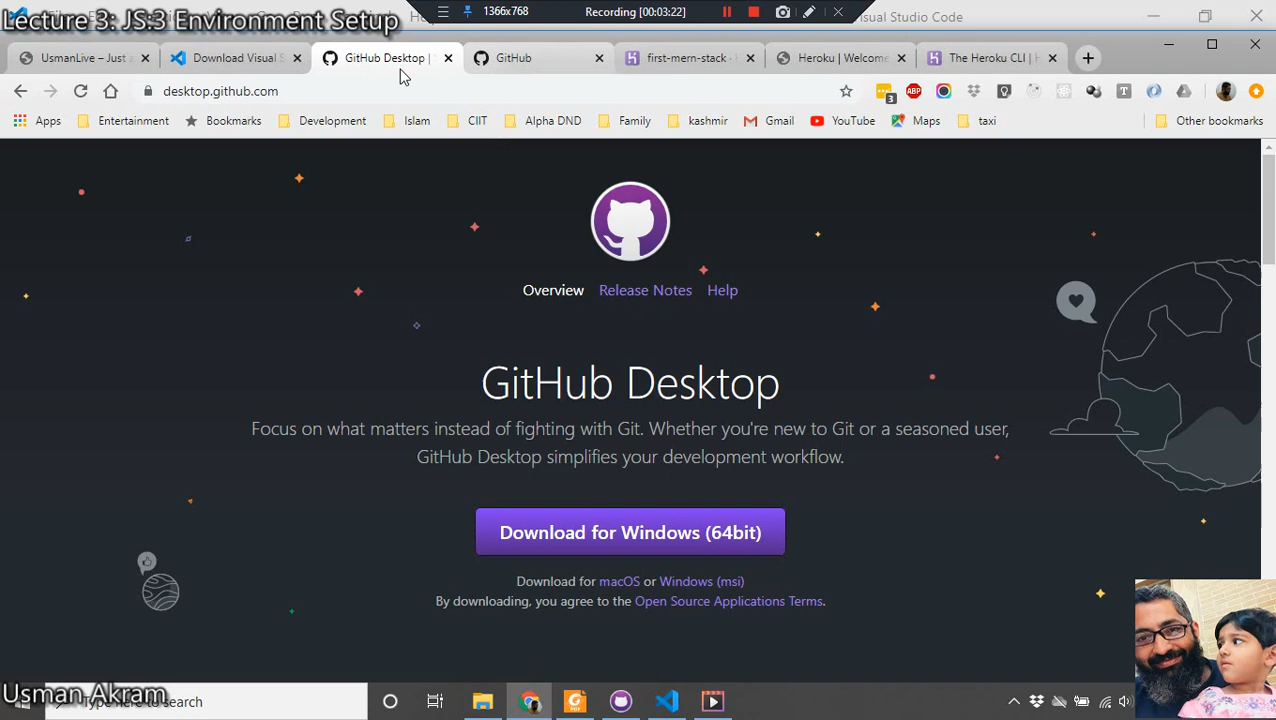 Lecture 3: JS:3 Environment Setup
1366x768
Recording [00:03:22]
isual Studio Code
UsmanLive – Just a
Download Visual S
GitHub Desktop |
GitHub
first-mern-stack ·
Heroku | Welcome
The Heroku CLI | H
desktop.github.com
3
ABP
T
Apps
Entertainment
Bookmarks
Development
Islam
CIIT
Alpha DND
Family
kashmir
Gmail
YouTube
Maps
taxi
Other bookmarks
Overview
Release Notes
Help
GitHub Desktop
Focus on what matters instead of fighting with Git. Whether you're new to Git or a seasoned user,
GitHub Desktop simplifies your development workflow.
Download for Windows (64bit)
Download for macOS or Windows (msi)
By downloading, you agree to the Open Source Applications Terms.
Usman Akram
Type here to search